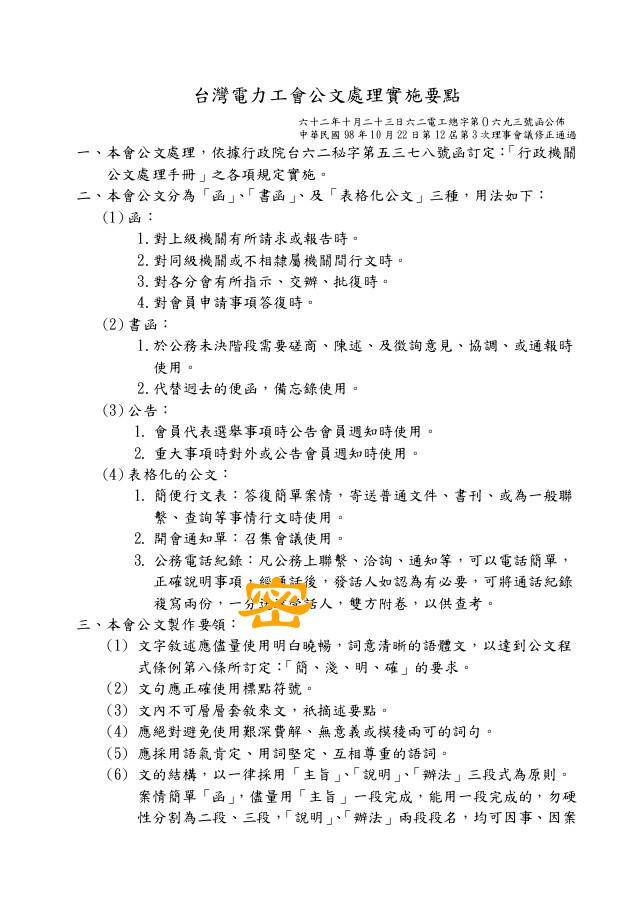 台灣電力工會公文處理實施要點
六十二年十月二十三日六二電工總字第0六九三號函公佈
中華民國98年10月22日第12屆第3次理事會議修正通過
一、本會公文處理，依據行政院台六二秘字第五三七八號函訂定：「行政機關
公文處理手冊」之各項規定實施。
二、本會公文分為「函」、「書函」、及「表格化公文」三種，用法如下：
(1)函：
1.對上級機關有所請求或報告時。
2.對同級機關或不相隸屬機關間行文時。
3.對各分會有所指示、交辦、批復時。
4.對會員申請事項答復時。
(2)書函：
1.於公務未決階段需要磋商、陳述、及徵詢意見、協調、或通報時
使用。
2.代替迥去的便函，備忘錄使用。
(3)公告：
1. 會員代表選舉事項時公告會員週知時使用。
2. 重大事項時對外或公告會員週知時使用。
(4)表格化的公文：
1. 簡便行文表：答復簡單案情，寄送普通文件、書刊、或為一般聯
繫、查詢等事情行文時使用。
2. 開會通知單：召集會議使用。
3. 公務電話紀錄：凡公務上聯繫、洽詢、通知等，可以電話簡單，
正確說明事項，經通話後，發話人如認為有必要，可將通話紀錄
複寫兩份，一分送話人，雙方附卷，以供查考。
密
三、本會公文製作要領：
(1) 文字敘述應儘量使用明白曉暢，詞意清晰的語體文，以達到公文程
式條例第八條所訂定：「簡、淺、明、確」的要求。
(2) 文句應正確使用標點符號。
(3) 文內不可層層套敘來文，祇摘述要點。
(4) 應絕對避免使用艱深費解、無意義或模稜兩可的詞句。
(5) 應採用語氣肯定、用詞堅定、互相尊重的語詞。
(6) 文的結構，以一律採用「主旨」、「說明」、「辦法」三段式為原則。
案情簡單「函」，儘量用「主旨」一段完成，能用一段完成的，勿硬
性分割為二段、三段，「說明」、「辦法」兩段段名，均可因事、因案